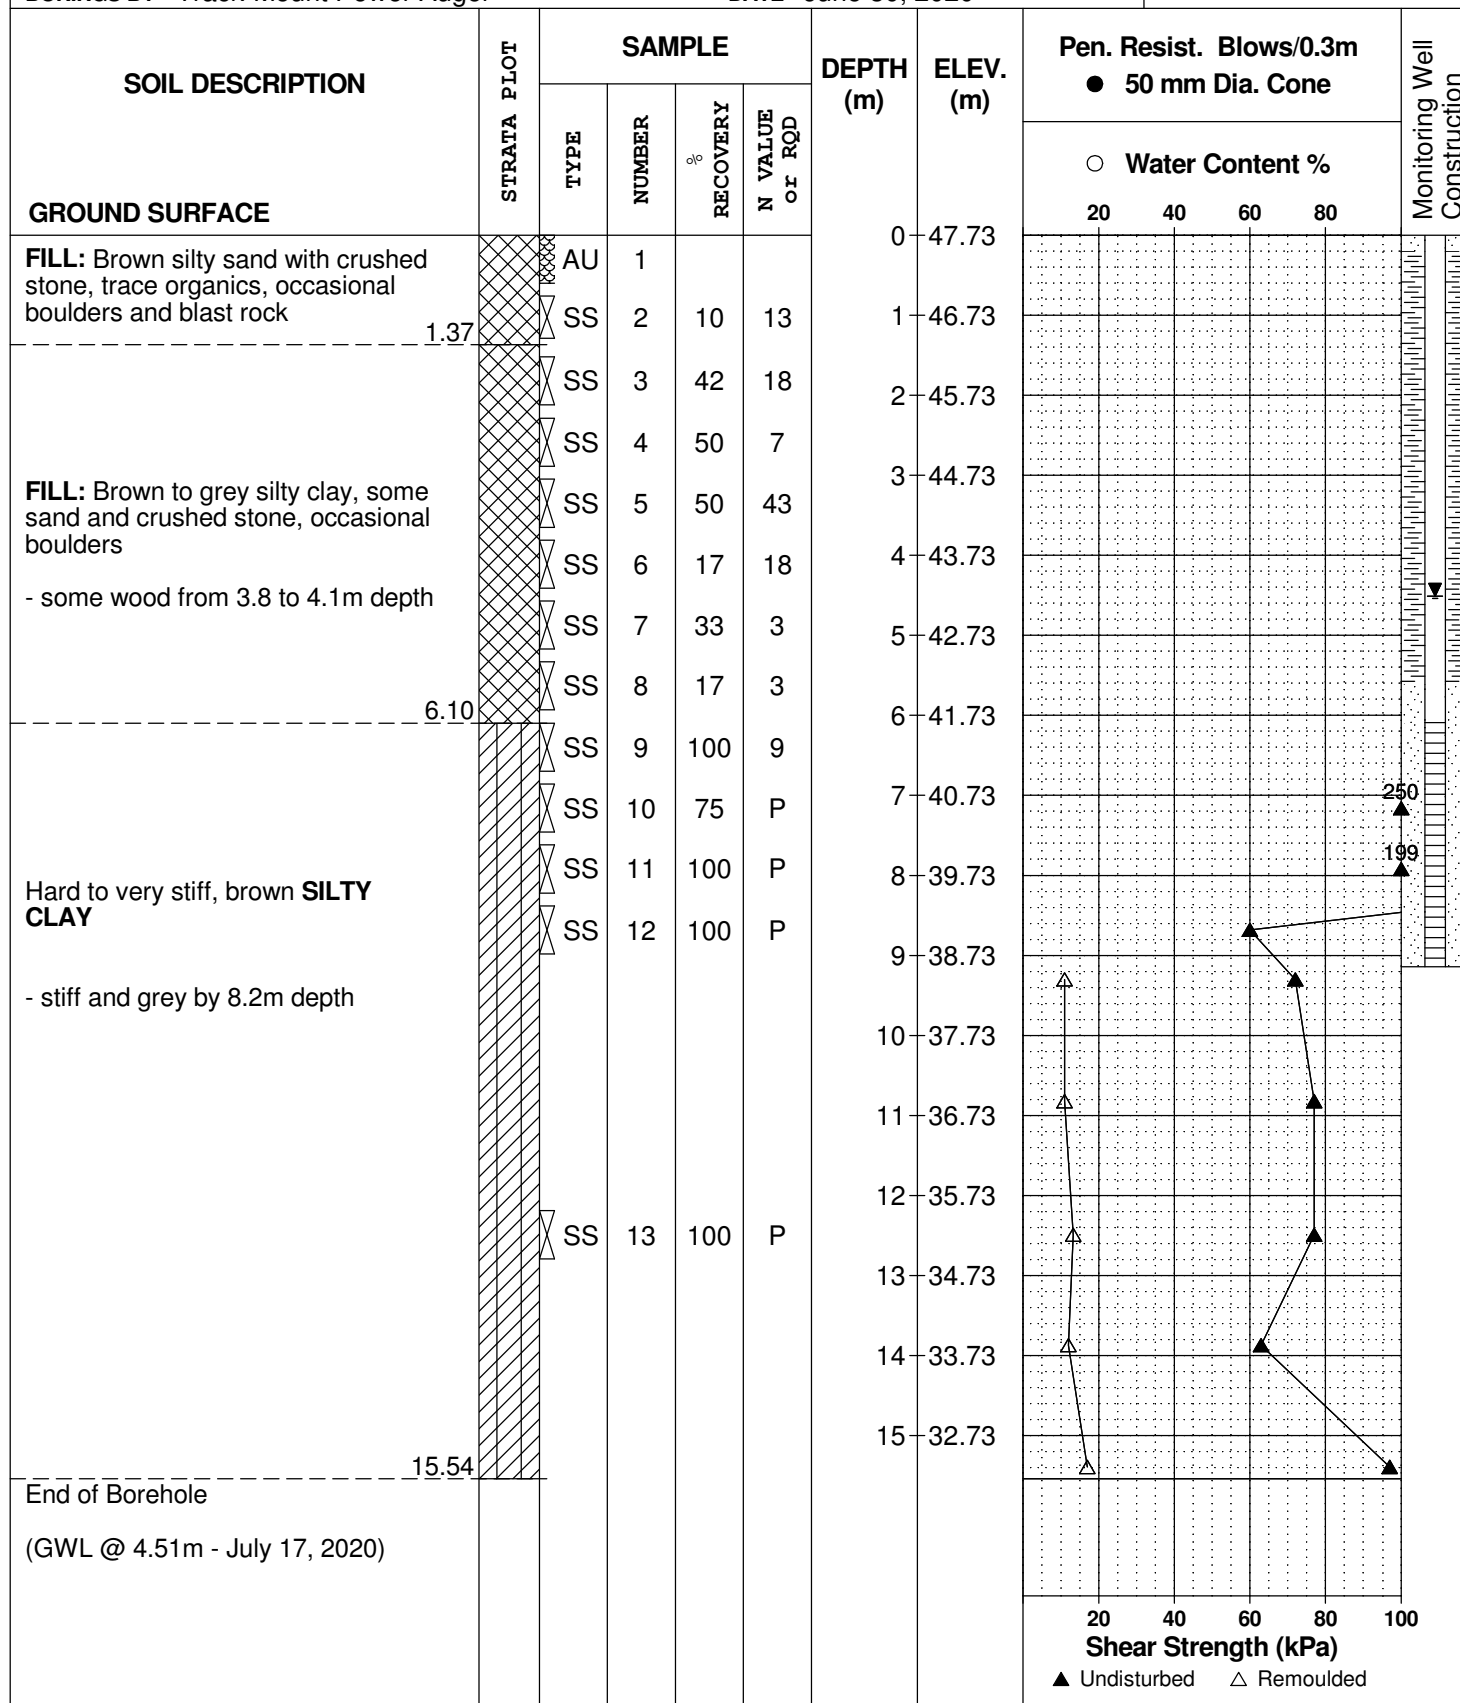 SOIL DESCRIPTION
GROUND SURFACE
STRATA PLOT
SAMPLE
TYPE
NUMBER
% RECOVERY
N VALUE or RQD
DEPTH (m)
ELEV. (m)
Pen. Resist. Blows/0.3m
● 50 mm Dia. Cone
○ Water Content %
20 40 60 80
Monitoring Well
Construction
FILL: Brown silty sand with crushed
stone, trace organics, occasional
boulders and blast rock
1.37
FILL: Brown to grey silty clay, some
sand and crushed stone, occasional
boulders
- some wood from 3.8 to 4.1m depth
6.10
Hard to very stiff, brown SILTY
CLAY
- stiff and grey by 8.2m depth
15.54
End of Borehole
(GWL @ 4.51m - July 17, 2020)
AU 1
SS 2 10 13
SS 3 42 18
SS 4 50 7
SS 5 50 43
SS 6 17 18
SS 7 33 3
SS 8 17 3
SS 9 100 9
SS 10 75 P
SS 11 100 P
SS 12 100 P
SS 13 100 P
0 47.73
1 46.73
2 45.73
3 44.73
4 43.73
5 42.73
6 41.73
7 40.73
8 39.73
9 38.73
10 37.73
11 36.73
12 35.73
13 34.73
14 33.73
15 32.73
250
199
20 40 60 80 100
Shear Strength (kPa)
▲ Undisturbed △ Remoulded